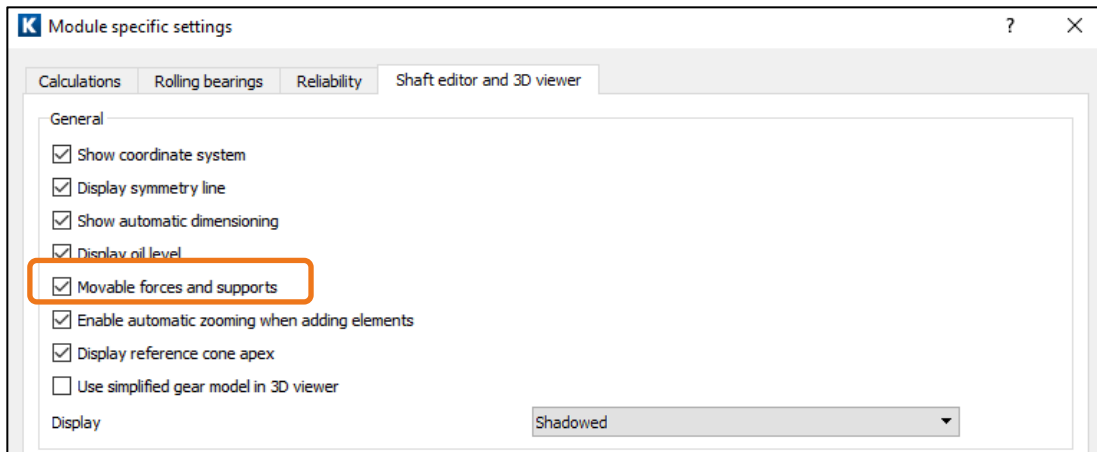 K Module specific settings ?
Calculations Rolling bearings Reliability Shaft editor and 3D viewer
General
Show coordinate system
Display symmetry line
Show automatic dimensioning
Display oil level
Movable forces and supports
Enable automatic zooming when adding elements
Display reference cone apex
Use simplified gear model in 3D viewer
Display Shadowed